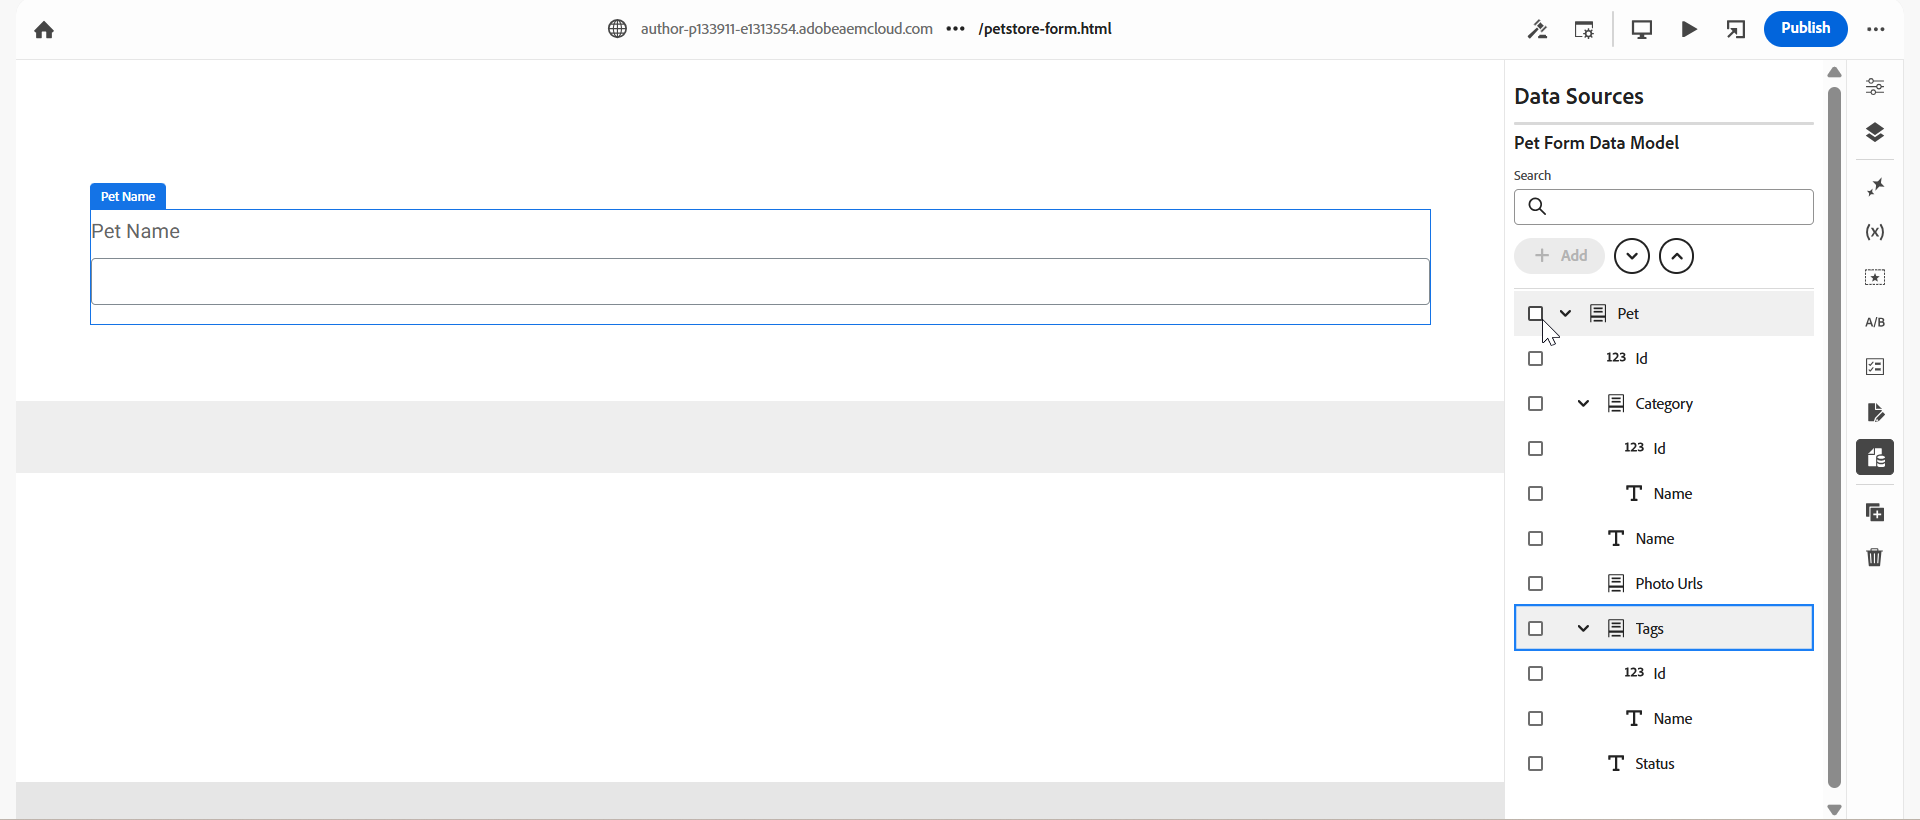 author-p133911-e1313554.adobeaemcloud.com ••• /petstore-form.html
Publish
Data Sources
Pet Form Data Model
Search
Add
Pet Name
Pet Name
Pet
123 Id
Category
123 Id
T Name
T Name
Photo Urls
Tags
123 Id
T Name
T Status
(x)
A/B